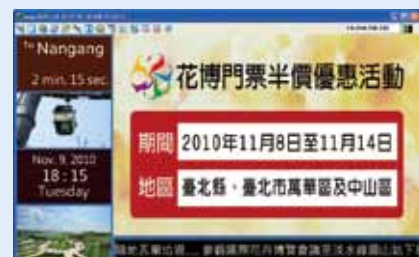 To Nangang
2 min. 15 sec.
Nov. 9, 2010
18:15
Tuesday
花博門票半價優惠活動
期間 2010年11月8日至11月14日
地區 臺北縣、臺北市萬華區及中山區